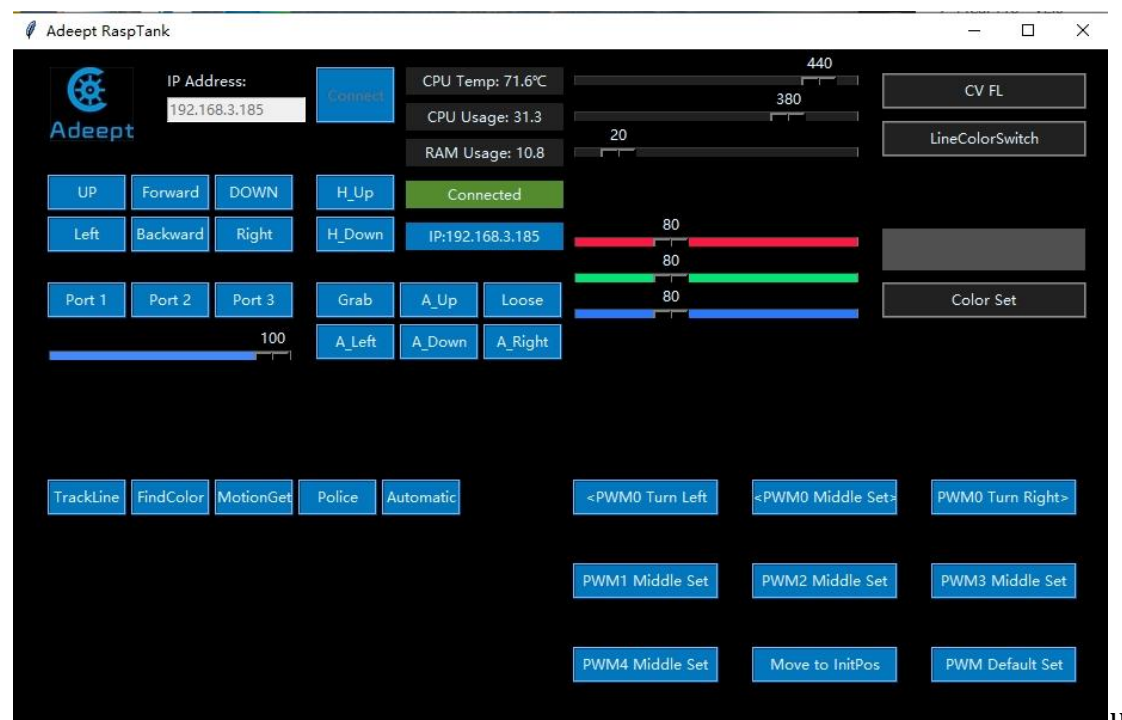 Adeept RaspTank
IP Address:
192.168.3.185
Adeept
Connect
CPU Temp: 71.6℃
CPU Usage: 31.3
RAM Usage: 10.8
440
380
20
CV FL
LineColorSwitch
UP Forward DOWN
H_Up
Connected
Left Backward Right
H_Down
IP:192.168.3.185
80
80
80
Color Set
Port 1 Port 2 Port 3
100
Grab A_Up Loose
A_Left A_Down A_Right
TrackLine FindColor MotionGet Police Automatic
<PWM0 Turn Left <PWM0 Middle Set> PWM0 Turn Right>
PWM1 Middle Set PWM2 Middle Set PWM3 Middle Set
PWM4 Middle Set Move to InitPos PWM Default Set